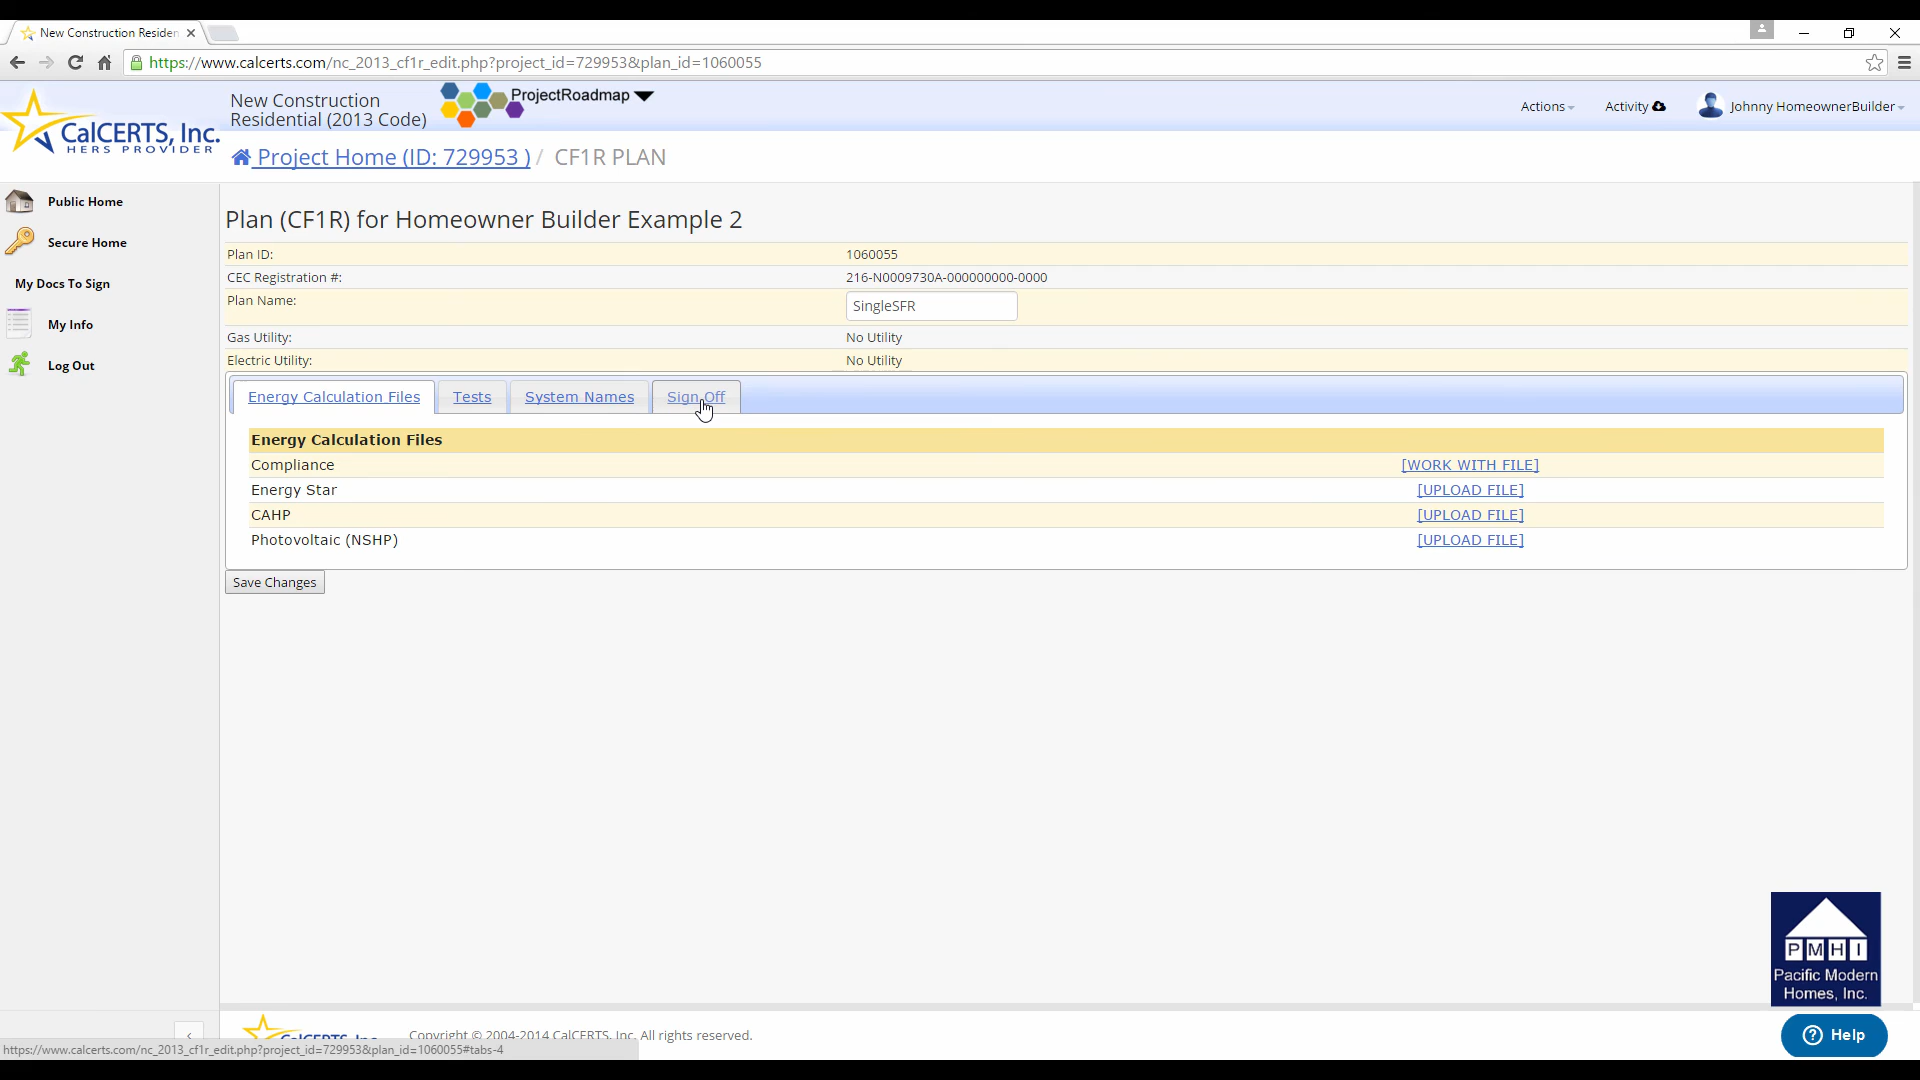 New Construction Residen
https://www.calcerts.com/nc_2013_cf1r_edit.php?project_id=729953&plan_id=1060055
CalCERTS, Inc.
HERS PROVIDER
New Construction
Residential (2013 Code)
ProjectRoadmap
Actions
Activity
Johnny HomeownerBuilder
Project Home (ID: 729953 ) / CF1R PLAN
Public Home
Secure Home
My Docs To Sign
My Info
Log Out
Plan (CF1R) for Homeowner Builder Example 2
Plan ID: 1060055
CEC Registration #: 216-N0009730A-000000000-0000
Plan Name: SingleSFR
Gas Utility: No Utility
Electric Utility: No Utility
Energy Calculation Files Tests System Names Sign Off
Energy Calculation Files
Compliance [WORK WITH FILE]
Energy Star [UPLOAD FILE]
CAHP [UPLOAD FILE]
Photovoltaic (NSHP) [UPLOAD FILE]
Save Changes
PMHI
Pacific Modern
Homes, Inc.
CalCERTS, Inc.
Copyright © 2004-2014 CalCERTS, Inc. All rights reserved.
Help
https://www.calcerts.com/nc_2013_cf1r_edit.php?project_id=729953&plan_id=1060055#tabs-4